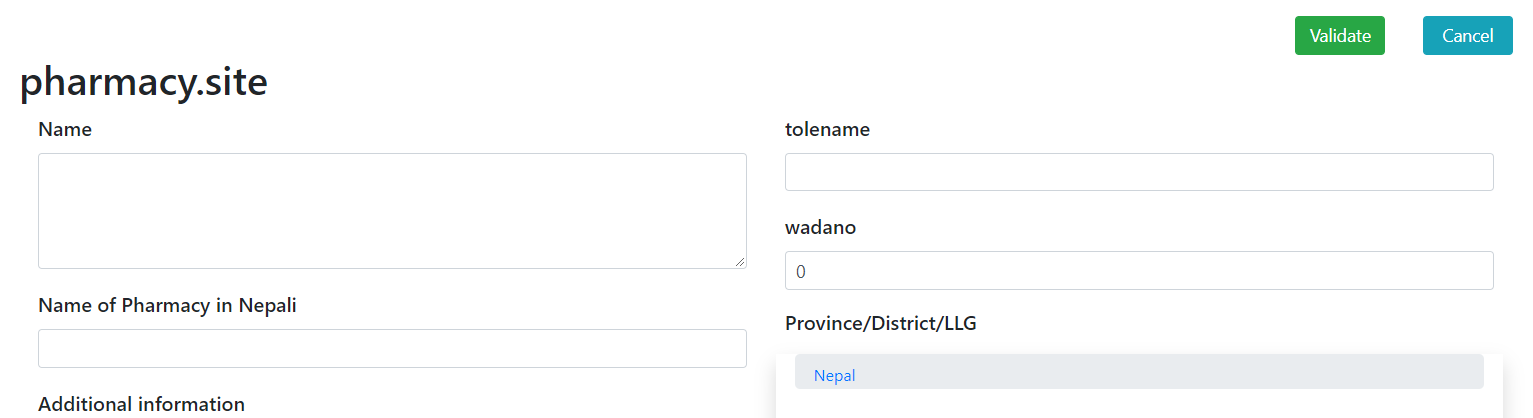 Validate Cancel
pharmacy.site
Name
Name of Pharmacy in Nepali
Additional information
tolename
wadano
0
Province/District/LLG
Nepal